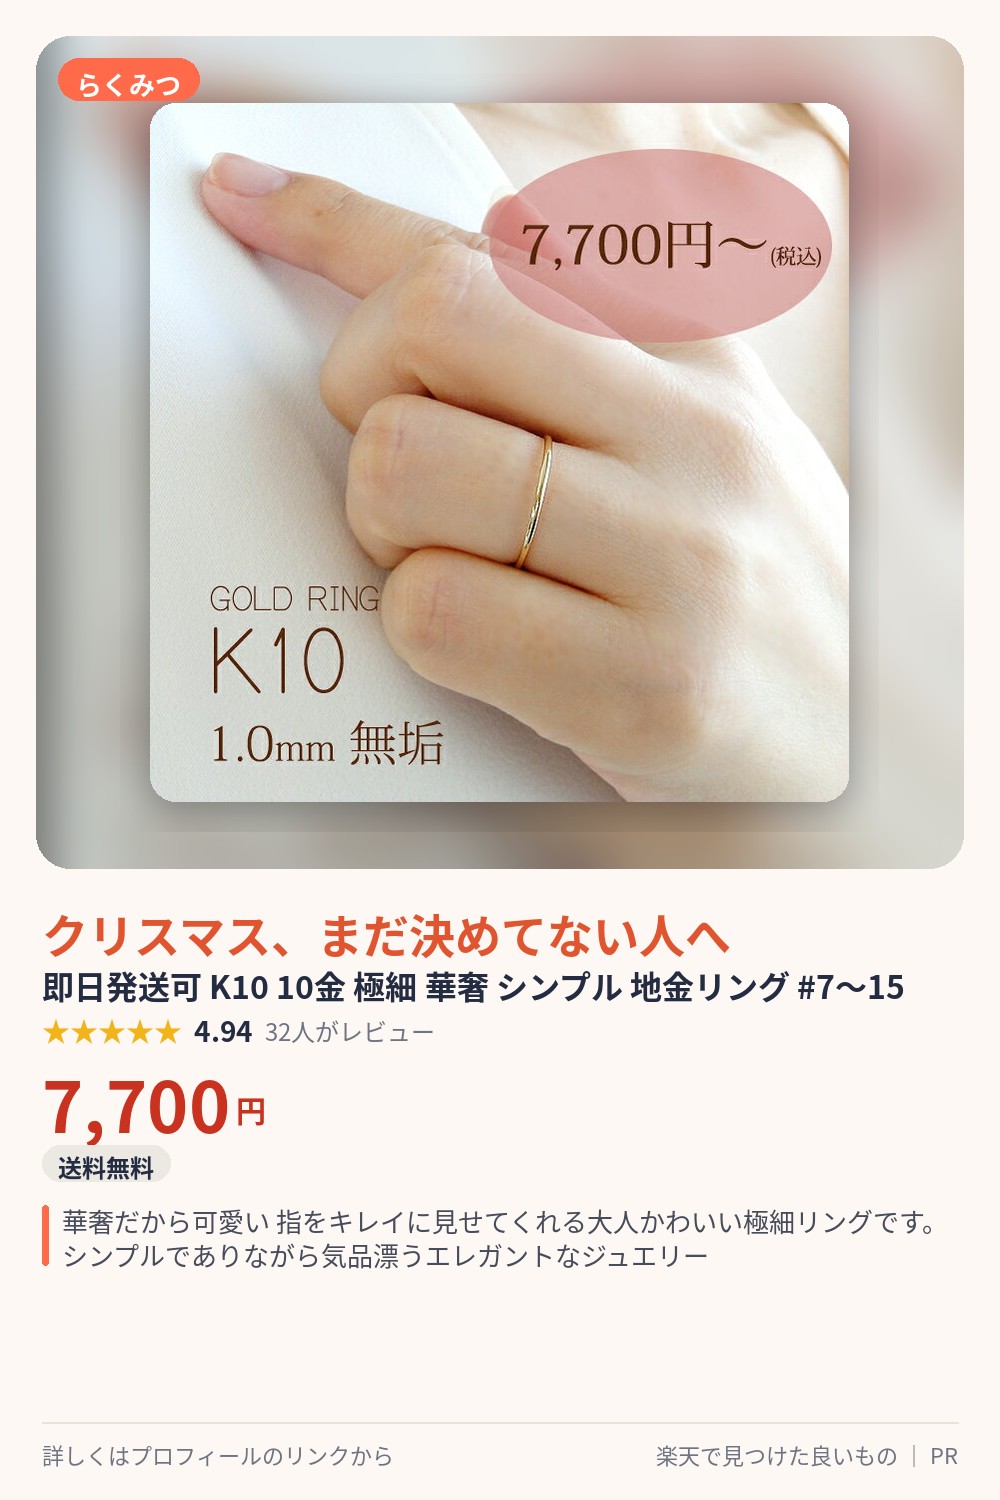 らくみつ
7,700円〜(税込)
GOLD RING
K10
1.0mm 無垢
クリスマス、まだ決めてない人へ
即日発送可 K10 10金 極細 華奢 シンプル 地金リング #7〜15
★★★★★ 4.94 32人がレビュー
7,700円
送料無料
華奢だから可愛い 指をキレイに見せてくれる大人かわいい極細リングです。
シンプルでありながら気品漂うエレガントなジュエリー
詳しくはプロフィールのリンクから
楽天で見つけた良いもの｜PR